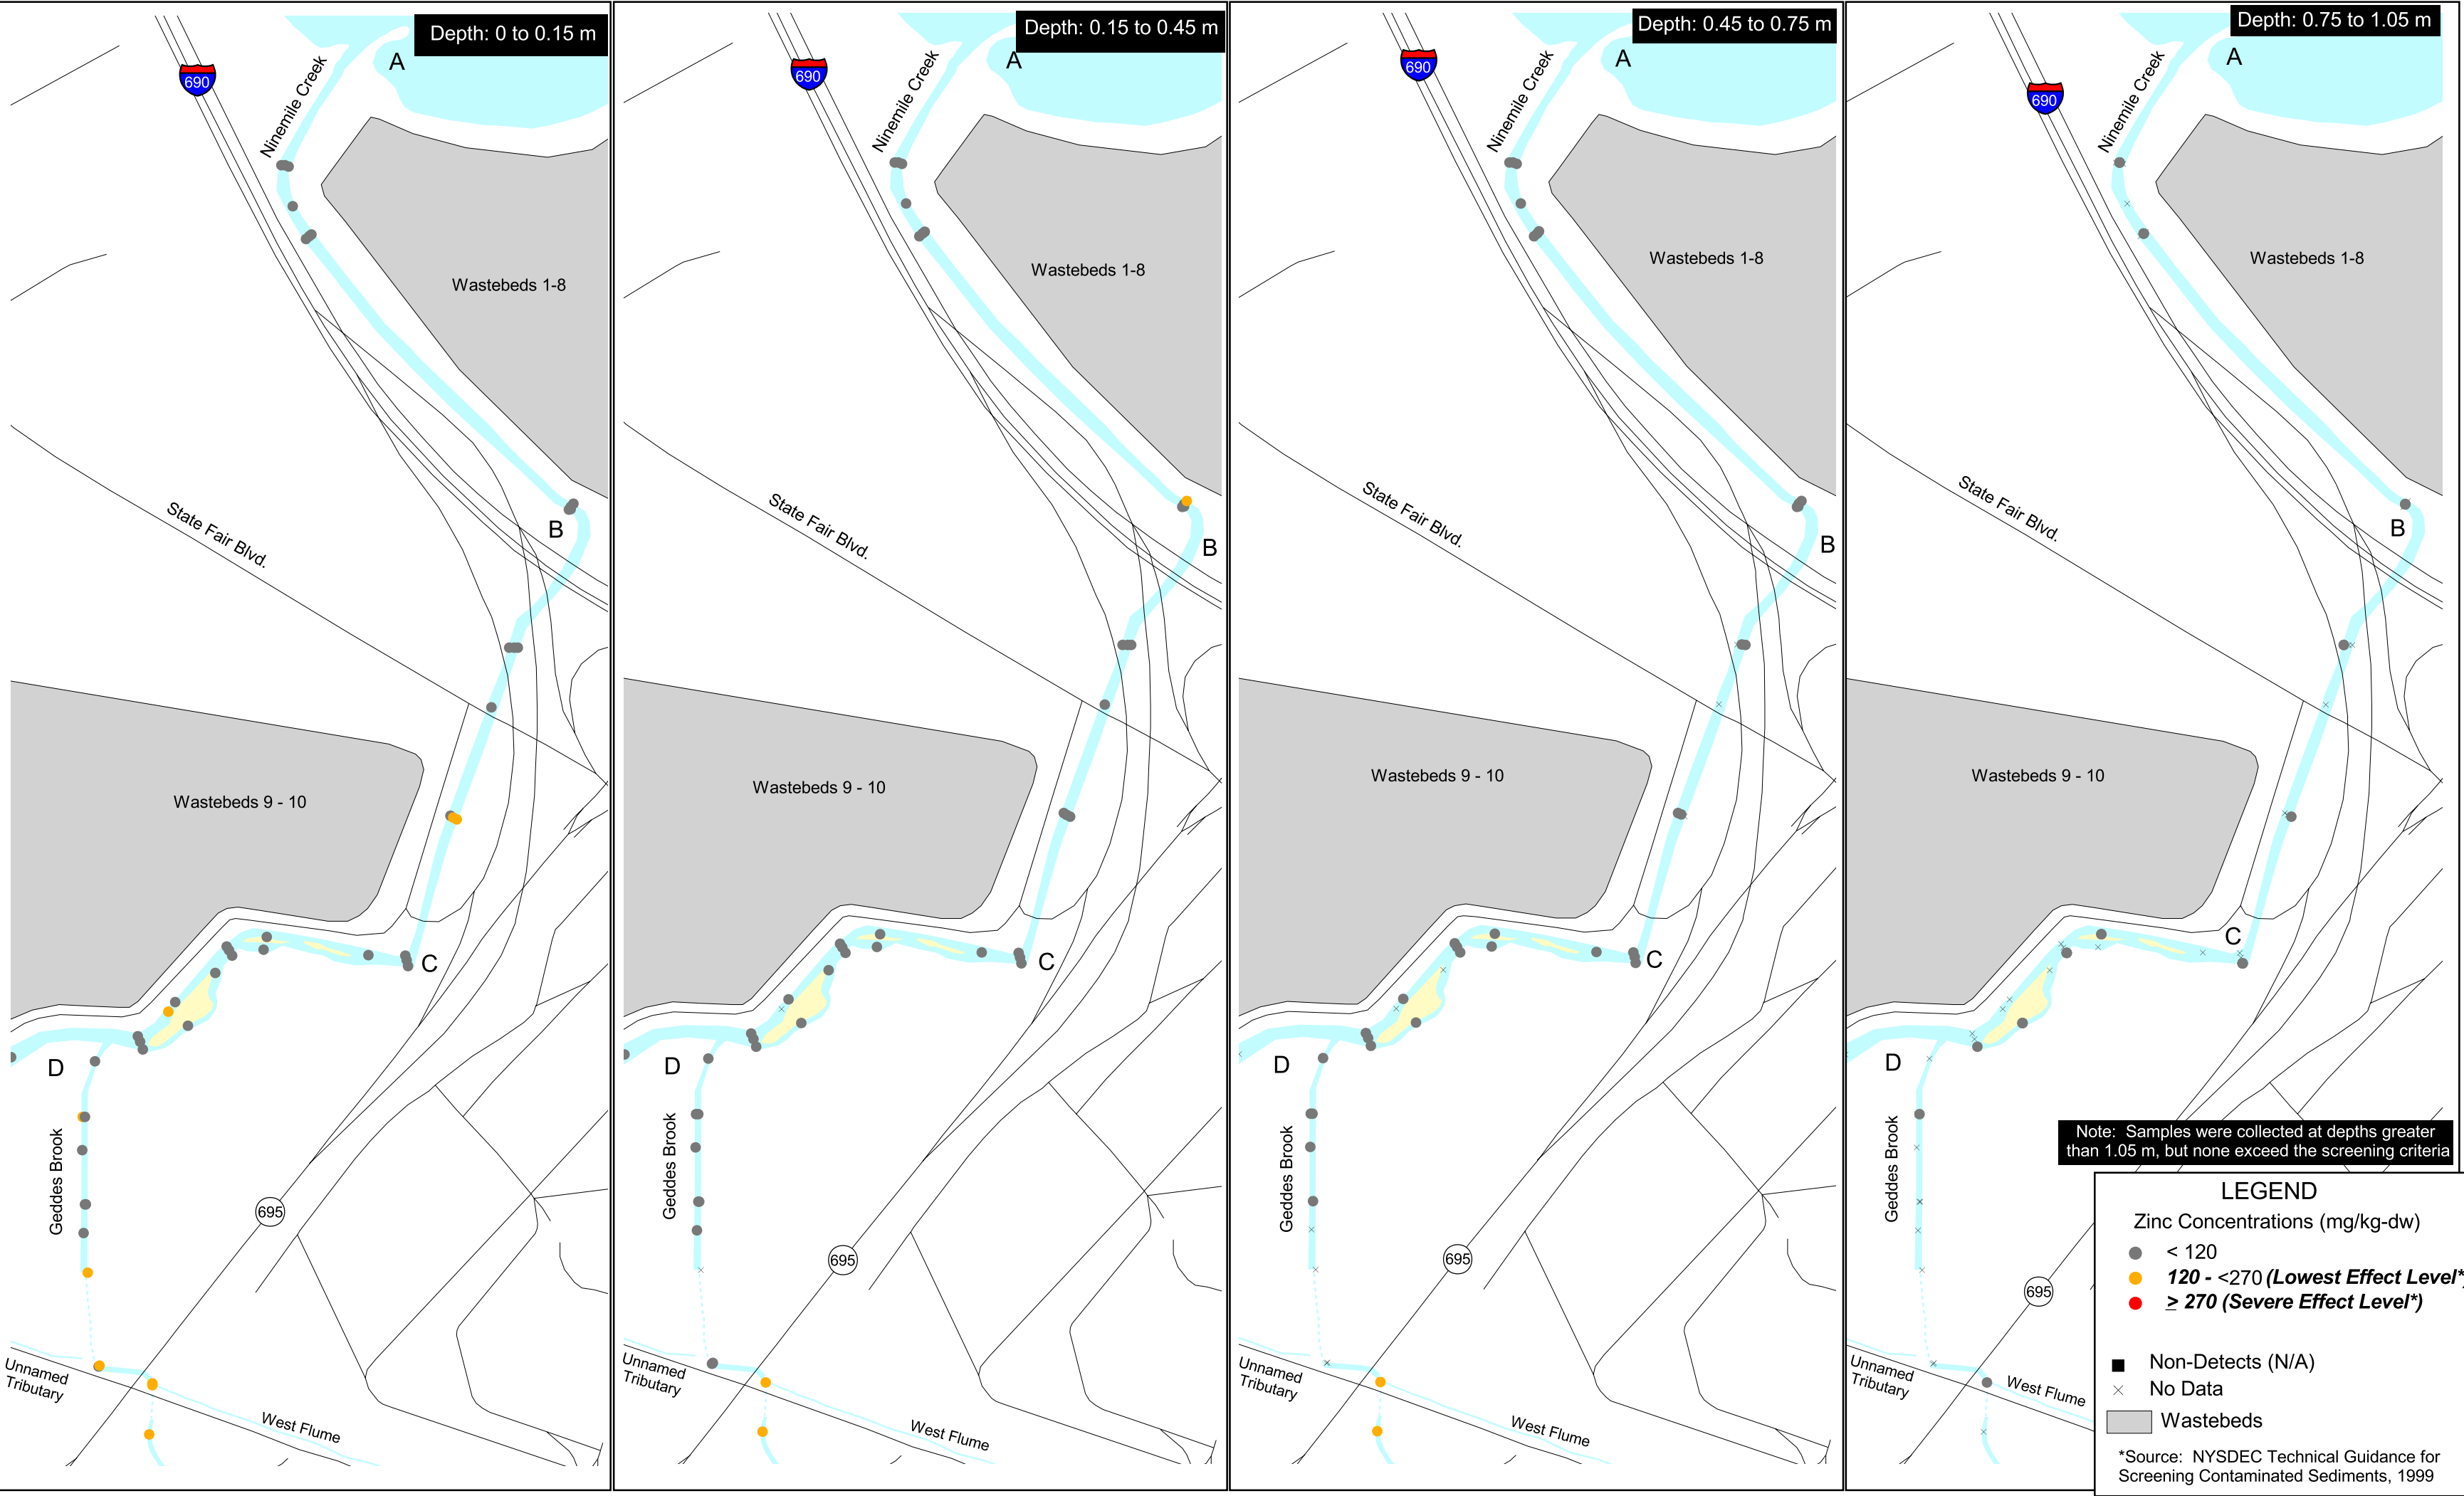 Depth: 0 to 0.15 m
A
690
Ninemile Creek
Wastebeds 1-8
State Fair Blvd.
B
Wastebeds 9 - 10
C
D
Geddes Brook
695
Unnamed
Tributary
West Flume
Depth: 0.15 to 0.45 m
A
690
Ninemile Creek
Wastebeds 1-8
State Fair Blvd.
B
Wastebeds 9 - 10
C
D
Geddes Brook
695
Unnamed
Tributary
West Flume
Depth: 0.45 to 0.75 m
A
690
Ninemile Creek
Wastebeds 1-8
State Fair Blvd.
B
Wastebeds 9 - 10
C
D
Geddes Brook
695
Unnamed
Tributary
West Flume
Depth: 0.75 to 1.05 m
A
690
Ninemile Creek
Wastebeds 1-8
State Fair Blvd.
B
Wastebeds 9 - 10
C
D
Geddes Brook
695
Unnamed
Tributary
West Flume
Note: Samples were collected at depths greater
than 1.05 m, but none exceed the screening criteria
LEGEND
Zinc Concentrations (mg/kg-dw)
< 120
120 - <270 (Lowest Effect Level*)
≥ 270 (Severe Effect Level*)
Non-Detects (N/A)
No Data
Wastebeds
*Source: NYSDEC Technical Guidance for
Screening Contaminated Sediments, 1999